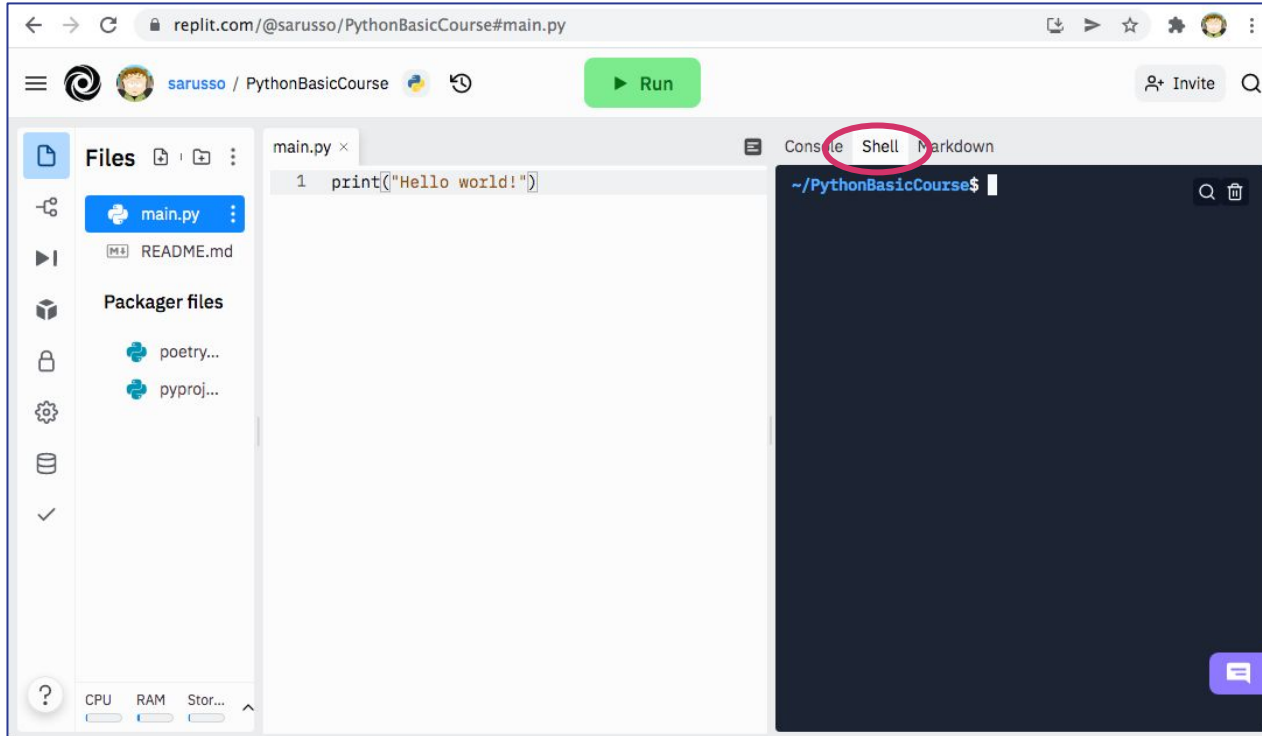 replit.com/@sarusso/PythonBasicCourse#main.py
sarusso / PythonBasicCourse
Run
Invite
Files
main.py
README.md
Packager files
poetry...
pyproj...
CPU RAM Stor...
main.py ×
1 print("Hello world!")
Console Shell Markdown
~/PythonBasicCourse$
?